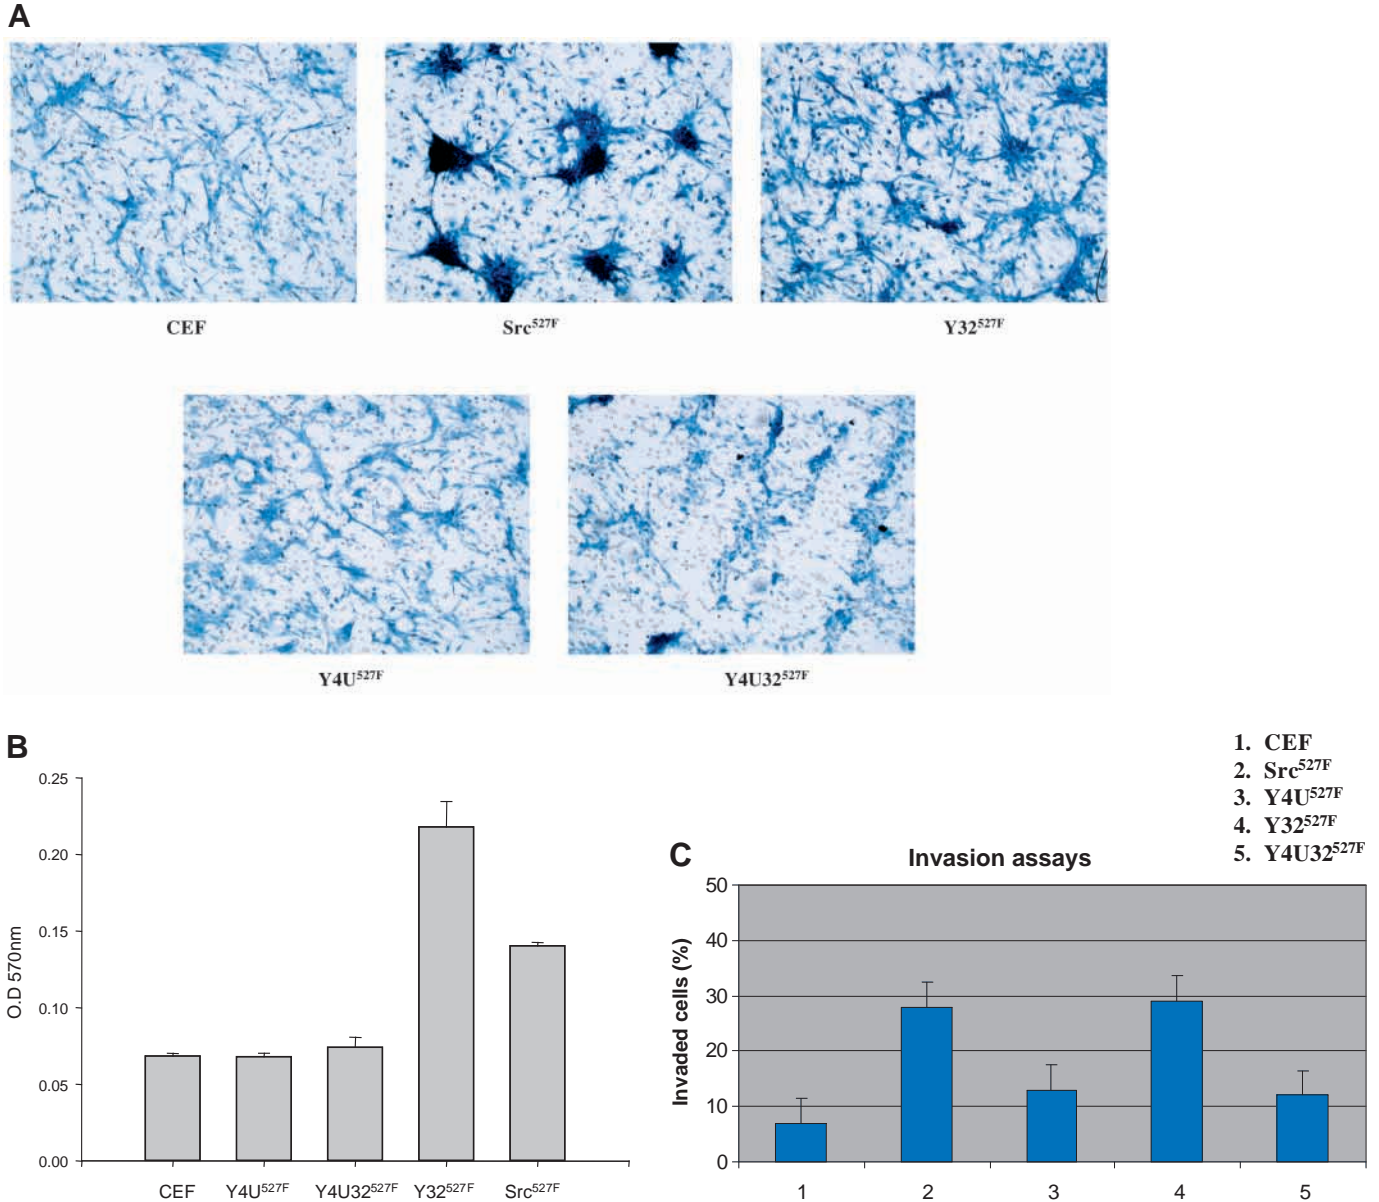 A
CEF
Src527F
Y32527F
Y4U527F
Y4U32527F
B
0.25
0.20
0.15
0.10
0.05
0.00
O.D 570nm
CEF
Y4U527F
Y4U32527F
Y32527F
Src527F
1. CEF
2. Src527F
3. Y4U527F
4. Y32527F
5. Y4U32527F
C
Invasion assays
50
40
30
20
10
0
Invaded cells (%)
1
2
3
4
5